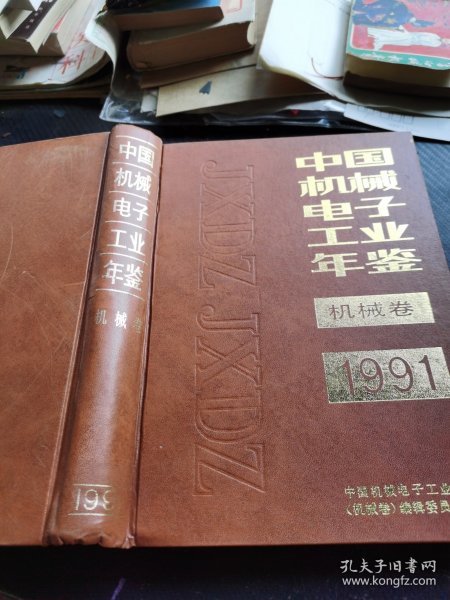 中国
机械
电子
工业
年鉴
机械卷
199
中国
机械
电子
工业
年鉴
机械卷
1991
中国机械电子工业
《机械卷》编辑委员
JXDZ JXDZ
孔夫子旧书网
www.kongfz.com